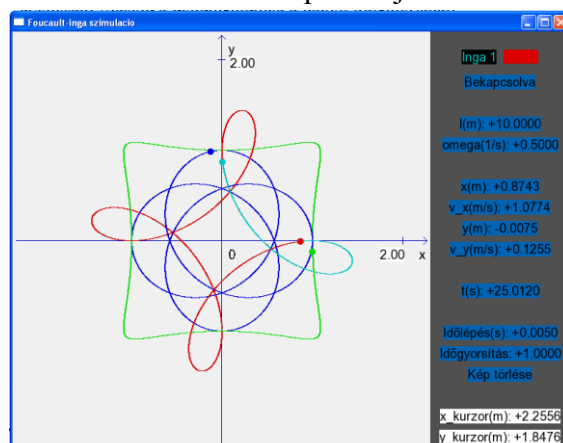 Foucault-inga szimulacio
y
2.00
0
2.00
x
Inga 1
Bekapcsolva
l(m): +10.0000
omega(1/s): +0.5000
x(m): +0.8743
v_x(m/s): +1.0774
y(m): -0.0075
v_y(m/s): +0.1255
t(s): +25.0120
Időlépés(s): +0.0050
Időgyorsítás: +1.0000
Kép törlése
x_kurzor(m): +2.2556
y_kurzor(m): +1.8476